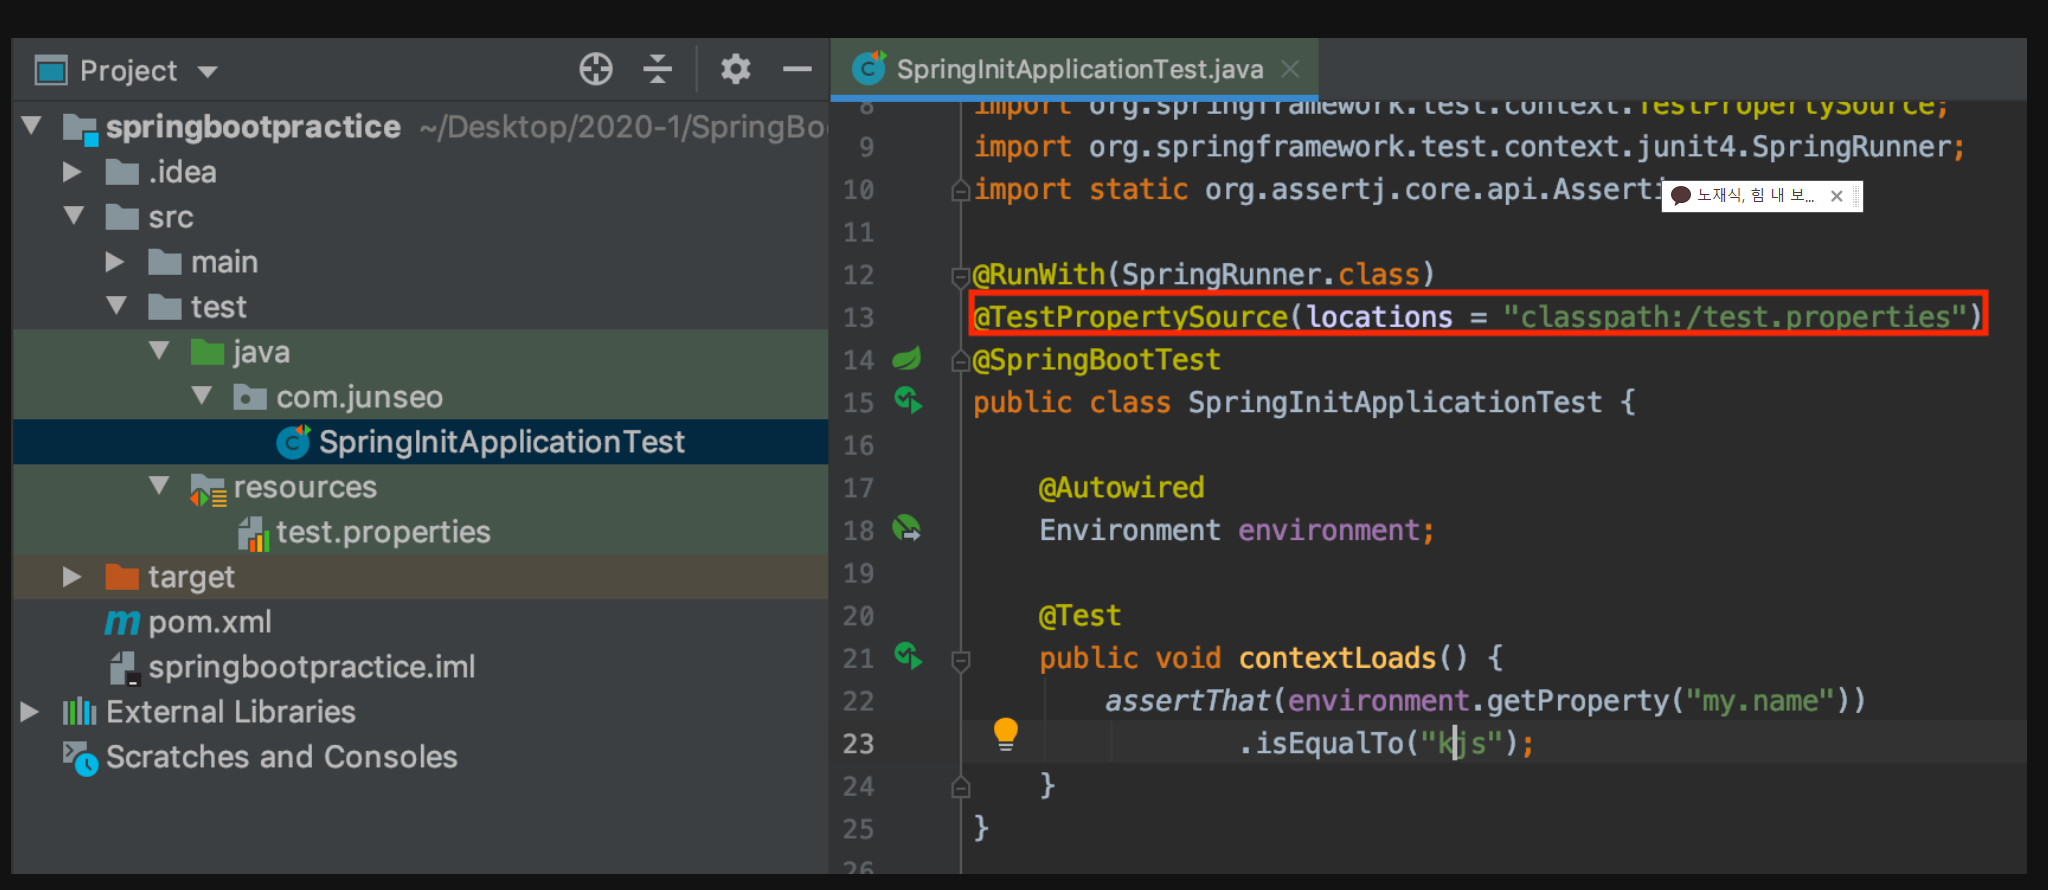 Project
springbootpractice ~/Desktop/2020-1/SpringBo
.idea
src
main
test
java
com.junseo
SpringInitApplicationTest
resources
test.properties
target
pom.xml
springbootpractice.iml
External Libraries
Scratches and Consoles
SpringInitApplicationTest.java
8 import org.springframework.test.context.TestPropertySource;
9 import org.springframework.test.context.junit4.SpringRunner;
10 import static org.assertj.core.api.Asserti
노재식, 힘 내 보...
11
12 @RunWith(SpringRunner.class)
13 @TestPropertySource(locations = "classpath:/test.properties")
14 @SpringBootTest
15 public class SpringInitApplicationTest {
16
17 @Autowired
18 Environment environment;
19
20 @Test
21 public void contextLoads() {
22 assertThat(environment.getProperty("my.name"))
23 .isEqualTo("kjs");
24 }
25 }
26